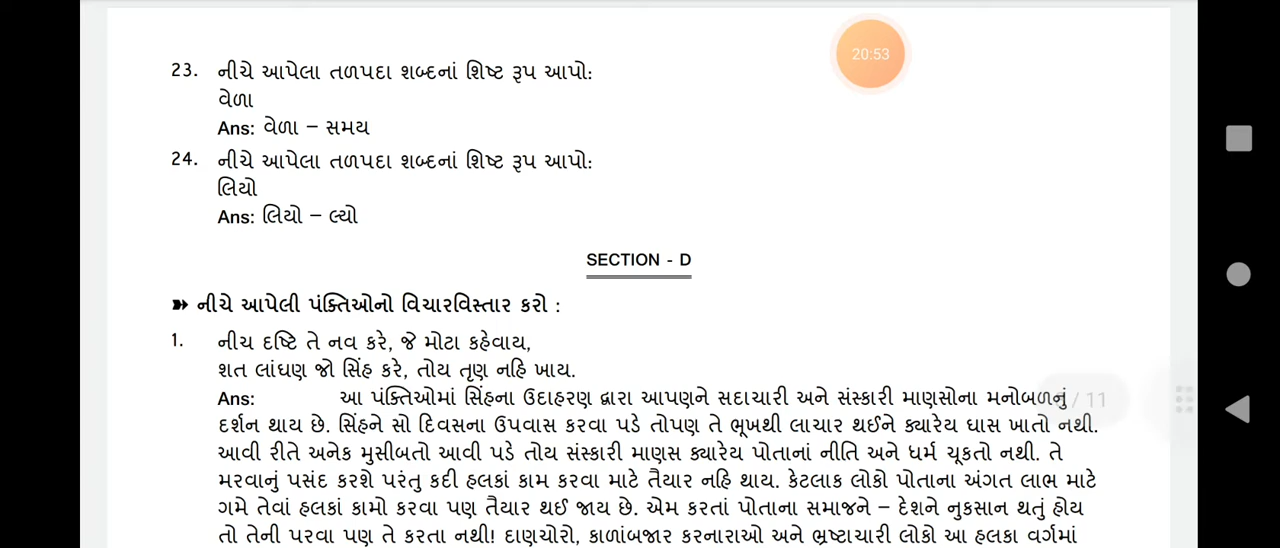 20:53
23. નીચે આપેલા તળપદા શબ્દનાં શિષ્ટ રૂપ આપો:
વેળા
Ans: વેળા – સમય
24. નીચે આપેલા તળપદા શબ્દનાં શિષ્ટ રૂપ આપો:
લિયો
Ans: લિયો – લ્યો
SECTION - D
નીચે આપેલી પંક્તિઓનો વિચારવિસ્તાર કરો :
1. નીચ દષ્ટિ તે નવ કરે, જે મોટા કહેવાય,
શત લાંઘણ જો સિંહ કરે, તોય તૃણ નહિ ખાય.
Ans: આ પંક્તિઓમાં સિંહના ઉદાહરણ દ્વારા આપણને સદાચારી અને સંસ્કારી માણસોના મનોબળનું
દર્શન થાય છે. સિંહને સો દિવસના ઉપવાસ કરવા પડે તોપણ તે ભૂખથી લાચાર થઈને ક્યારેય ઘાસ ખાતો નથી.
આવી રીતે અનેક મુસીબતો આવી પડે તોય સંસ્કારી માણસ ક્યારેય પોતાનાં નીતિ અને ધર્મ ચૂકતો નથી. તે
મરવાનું પસંદ કરશે પરંતુ કદી હલકાં કામ કરવા માટે તૈયાર નહિ થાય. કેટલાક લોકો પોતાના અંગત લાભ માટે
ગમે તેવાં હલકાં કામો કરવા પણ તૈયાર થઈ જાય છે. એમ કરતાં પોતાના સમાજને – દેશને નુકસાન થતું હોય
તો તેની પરવા પણ તે કરતા નથી! દાણચોરો, કાળાંબજાર કરનારાઓ અને ભ્રષ્ટાચારી લોકો આ હલકા વર્ગમાં
/ 11